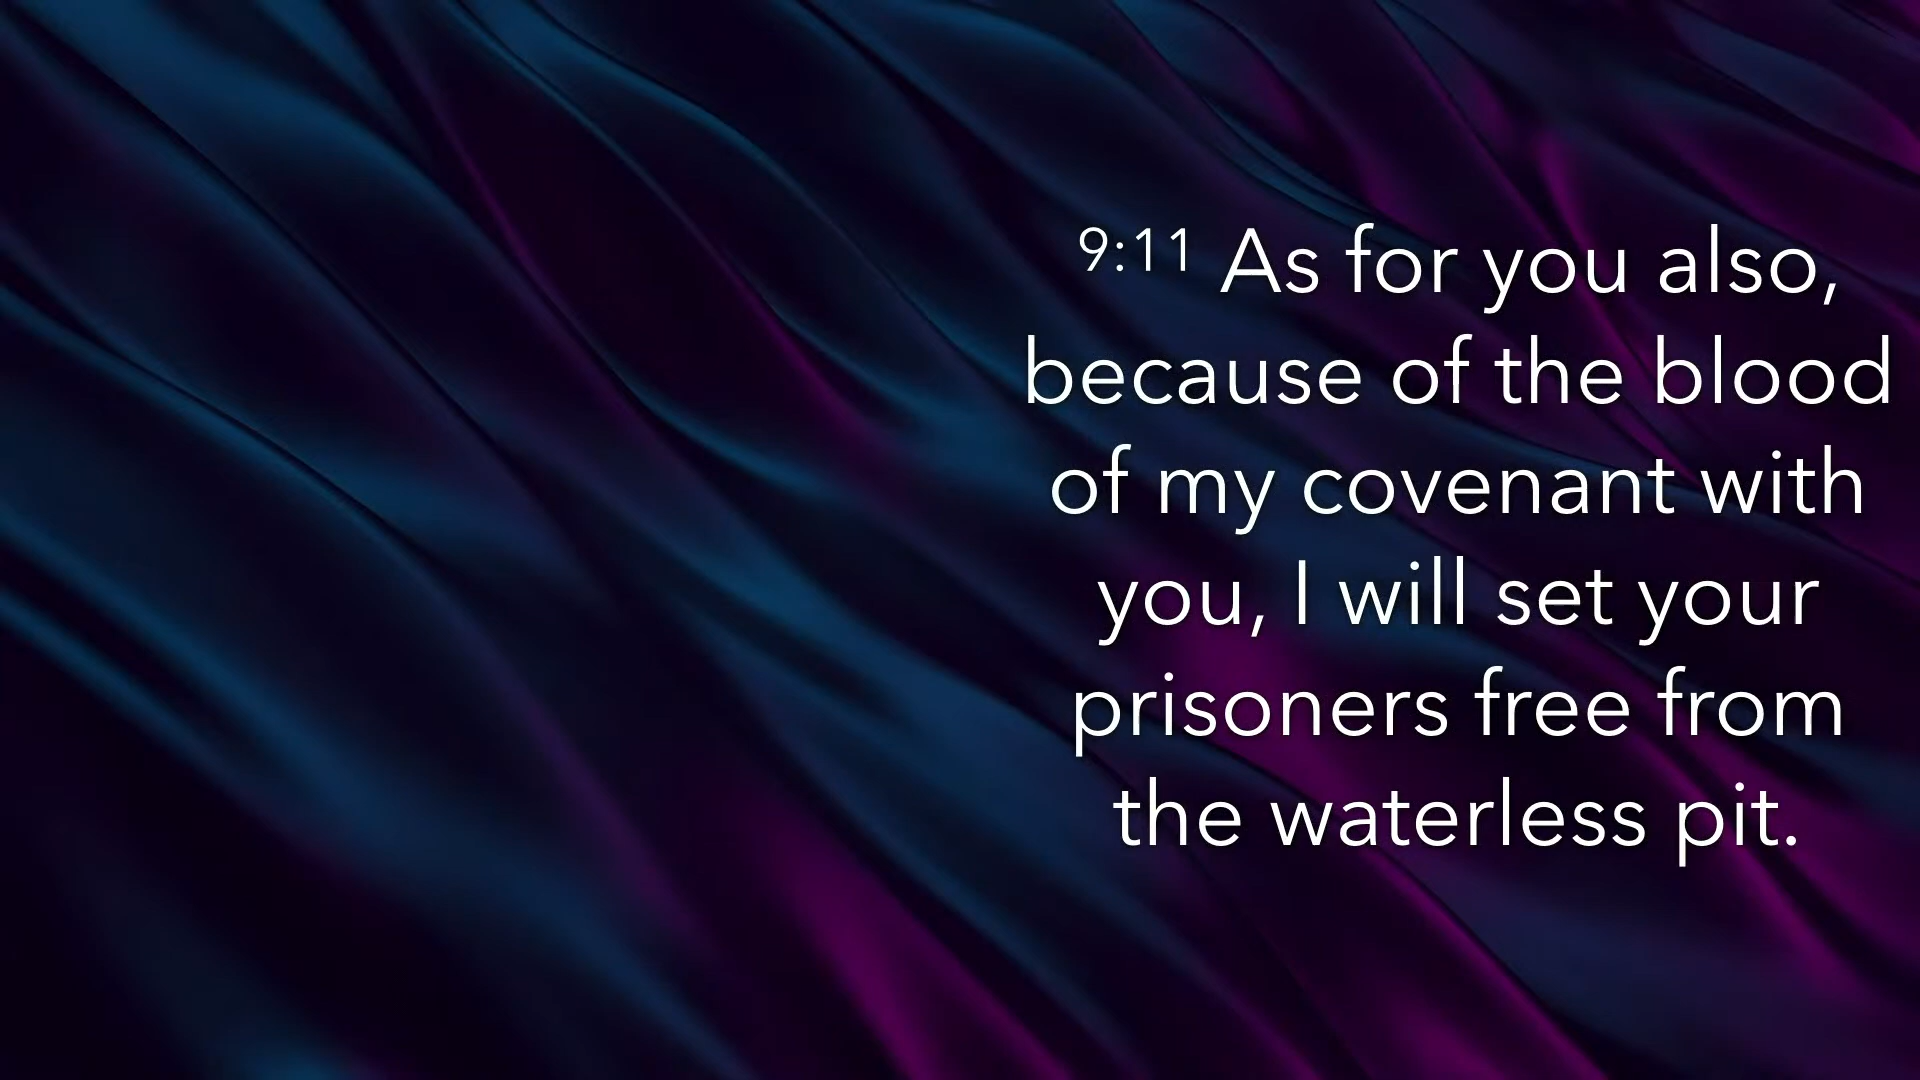 9:11 As for you also,
because of the blood
of my covenant with
you, I will set your
prisoners free from
the waterless pit.